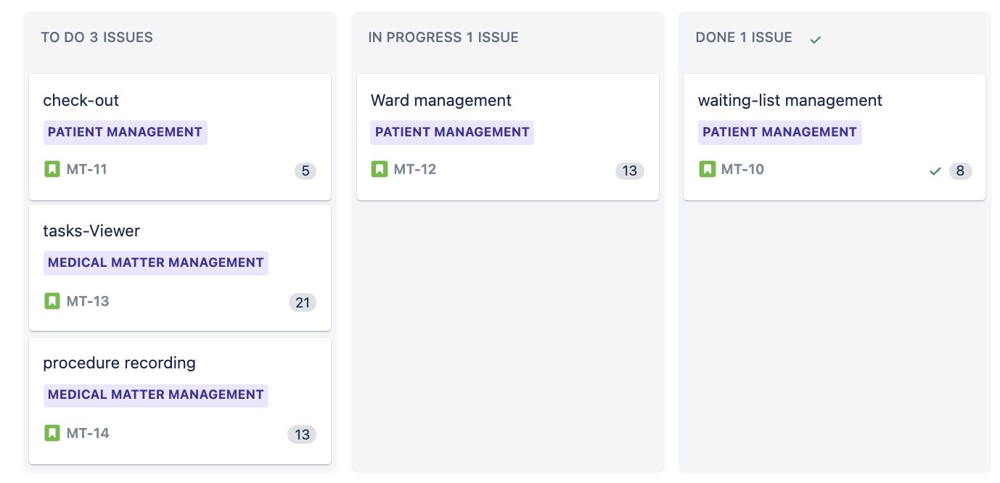 TO DO 3 ISSUES
check-out
PATIENT MANAGEMENT
MT-11
5
tasks-Viewer
MEDICAL MATTER MANAGEMENT
MT-13
21
procedure recording
MEDICAL MATTER MANAGEMENT
MT-14
13
IN PROGRESS 1 ISSUE
Ward management
PATIENT MANAGEMENT
MT-12
13
DONE 1 ISSUE
waiting-list management
PATIENT MANAGEMENT
MT-10
8